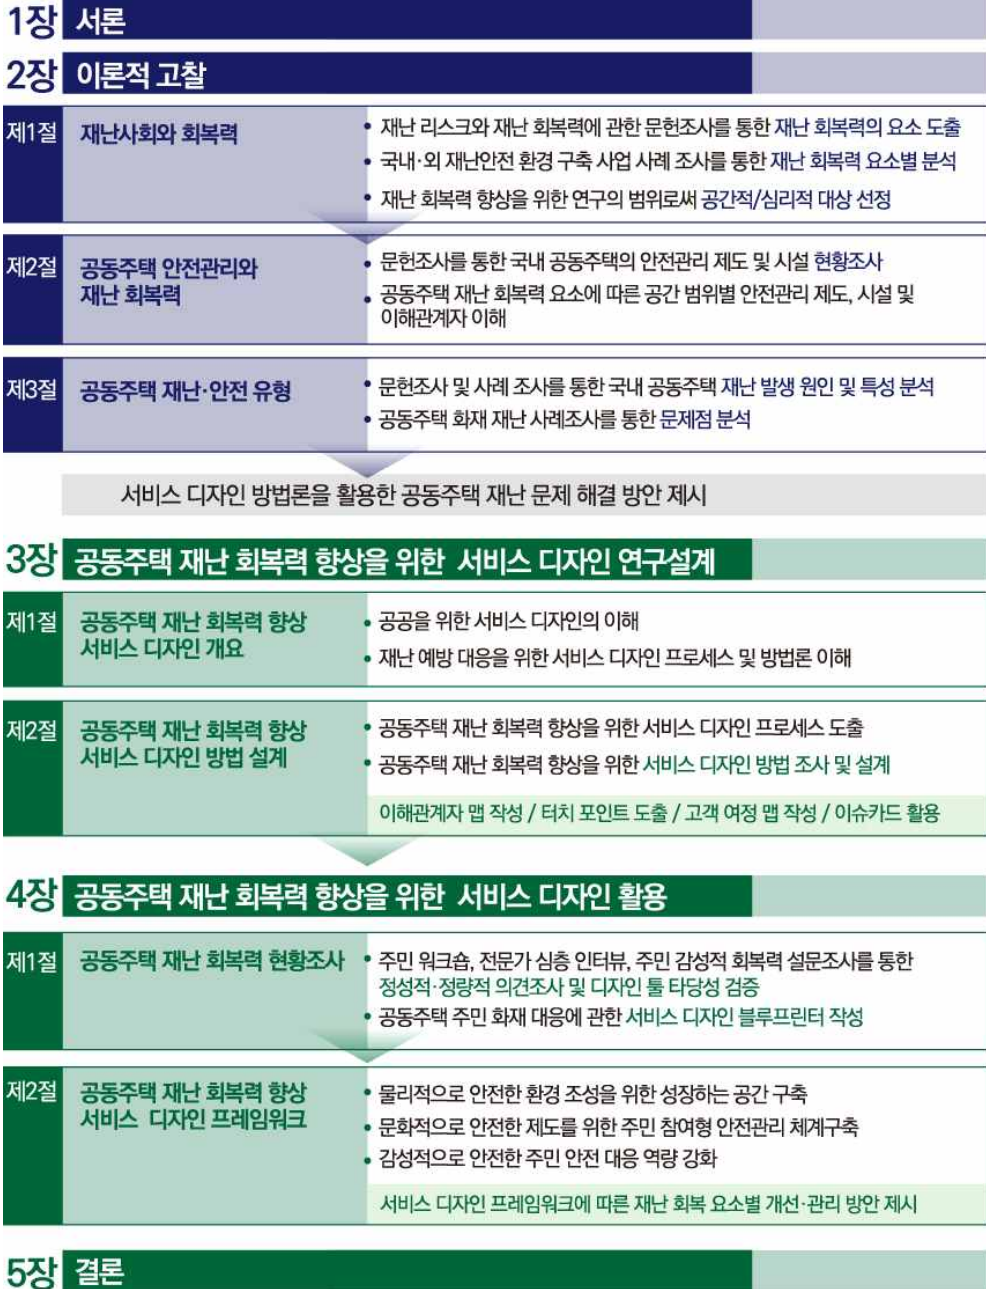 1장 서론
2장 이론적 고찰
제1절 재난사회와 회복력
• 재난 리스크와 재난 회복력에 관한 문헌조사를 통한 재난 회복력의 요소 도출
• 국내·외 재난안전 환경 구축 사업 사례 조사를 통한 재난 회복력 요소별 분석
• 재난 회복력 향상을 위한 연구의 범위로써 공간적/심리적 대상 선정
제2절 공동주택 안전관리와
재난 회복력
• 문헌조사를 통한 국내 공동주택의 안전관리 제도 및 시설 현황조사
• 공동주택 재난 회복력 요소에 따른 공간 범위별 안전관리 제도, 시설 및
이해관계자 이해
제3절 공동주택 재난·안전 유형
• 문헌조사 및 사례 조사를 통한 국내 공동주택 재난 발생 원인 및 특성 분석
• 공동주택 화재 재난 사례조사를 통한 문제점 분석
서비스 디자인 방법론을 활용한 공동주택 재난 문제 해결 방안 제시
3장 공동주택 재난 회복력 향상을 위한 서비스 디자인 연구설계
제1절 공동주택 재난 회복력 향상
서비스 디자인 개요
• 공공을 위한 서비스 디자인의 이해
• 재난 예방 대응을 위한 서비스 디자인 프로세스 및 방법론 이해
제2절 공동주택 재난 회복력 향상
서비스 디자인 방법 설계
• 공동주택 재난 회복력 향상을 위한 서비스 디자인 프로세스 도출
• 공동주택 재난 회복력 향상을 위한 서비스 디자인 방법 조사 및 설계
이해관계자 맵 작성 / 터치 포인트 도출 / 고객 여정 맵 작성 / 이슈카드 활용
4장 공동주택 재난 회복력 향상을 위한 서비스 디자인 활용
제1절 공동주택 재난 회복력 현황조사
• 주민 워크숍, 전문가 심층 인터뷰, 주민 감성적 회복력 설문조사를 통한
정성적·정량적 의견조사 및 디자인 툴 타당성 검증
• 공동주택 주민 화재 대응에 관한 서비스 디자인 블루프린터 작성
제2절 공동주택 재난 회복력 향상
서비스 디자인 프레임워크
• 물리적으로 안전한 환경 조성을 위한 성장하는 공간 구축
• 문화적으로 안전한 제도를 위한 주민 참여형 안전관리 체계구축
• 감성적으로 안전한 주민 안전 대응 역량 강화
서비스 디자인 프레임워크에 따른 재난 회복 요소별 개선·관리 방안 제시
5장 결론